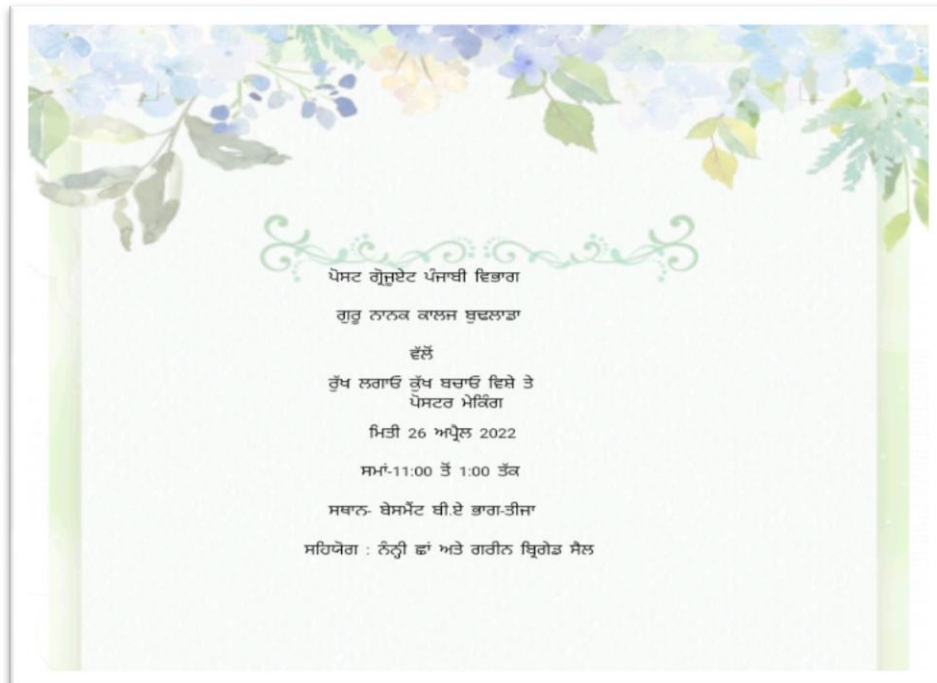 ਪੋਸਟ ਗ੍ਰੈਜੂਏਟ ਪੰਜਾਬੀ ਵਿਭਾਗ
ਗੁਰੂ ਨਾਨਕ ਕਾਲਜ ਬੁਢਲਾਡਾ
ਵੱਲੋਂ
ਰੁੱਖ ਲਗਾਓ ਕੁੱਖ ਬਚਾਓ ਵਿਸ਼ੇ ਤੇ
ਪੋਸਟਰ ਮੇਕਿੰਗ
ਮਿਤੀ 26 ਅਪ੍ਰੈਲ 2022
ਸਮਾਂ-11:00 ਤੋਂ 1:00 ਤੱਕ
ਸਥਾਨ- ਬੇਸਮੈਂਟ ਬੀ.ਏ ਭਾਗ-ਤੀਜਾ
ਸਹਿਯੋਗ : ਨੰਨ੍ਹੀ ਛਾਂ ਅਤੇ ਗਰੀਨ ਬ੍ਰਿਗੇਡ ਸੈਲ